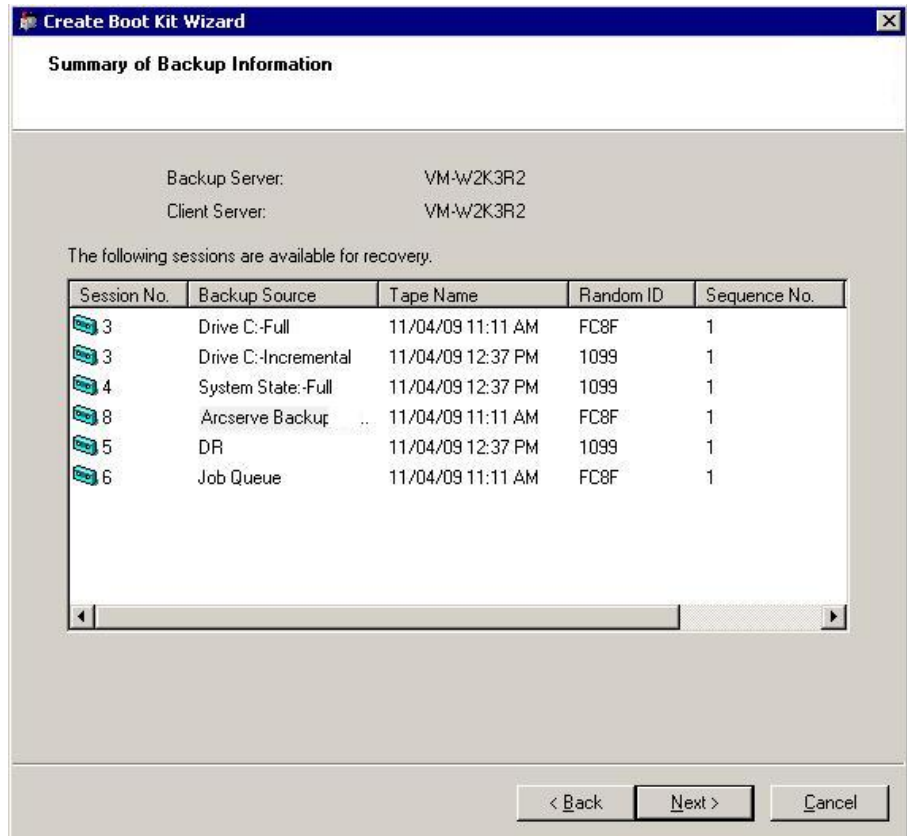 Create Boot Kit Wizard
Summary of Backup Information
Backup Server: VM-W2K3R2
Client Server: VM-W2K3R2
The following sessions are available for recovery.
Session No. Backup Source Tape Name Random ID Sequence No.
3 Drive C:-Full 11/04/09 11:11 AM FC8F 1
3 Drive C:-Incremental 11/04/09 12:37 PM 1099 1
4 System State:-Full 11/04/09 12:37 PM 1099 1
8 Arcserve Backup .. 11/04/09 11:11 AM FC8F 1
5 DR 11/04/09 12:37 PM 1099 1
6 Job Queue 11/04/09 11:11 AM FC8F 1
< Back Next > Cancel